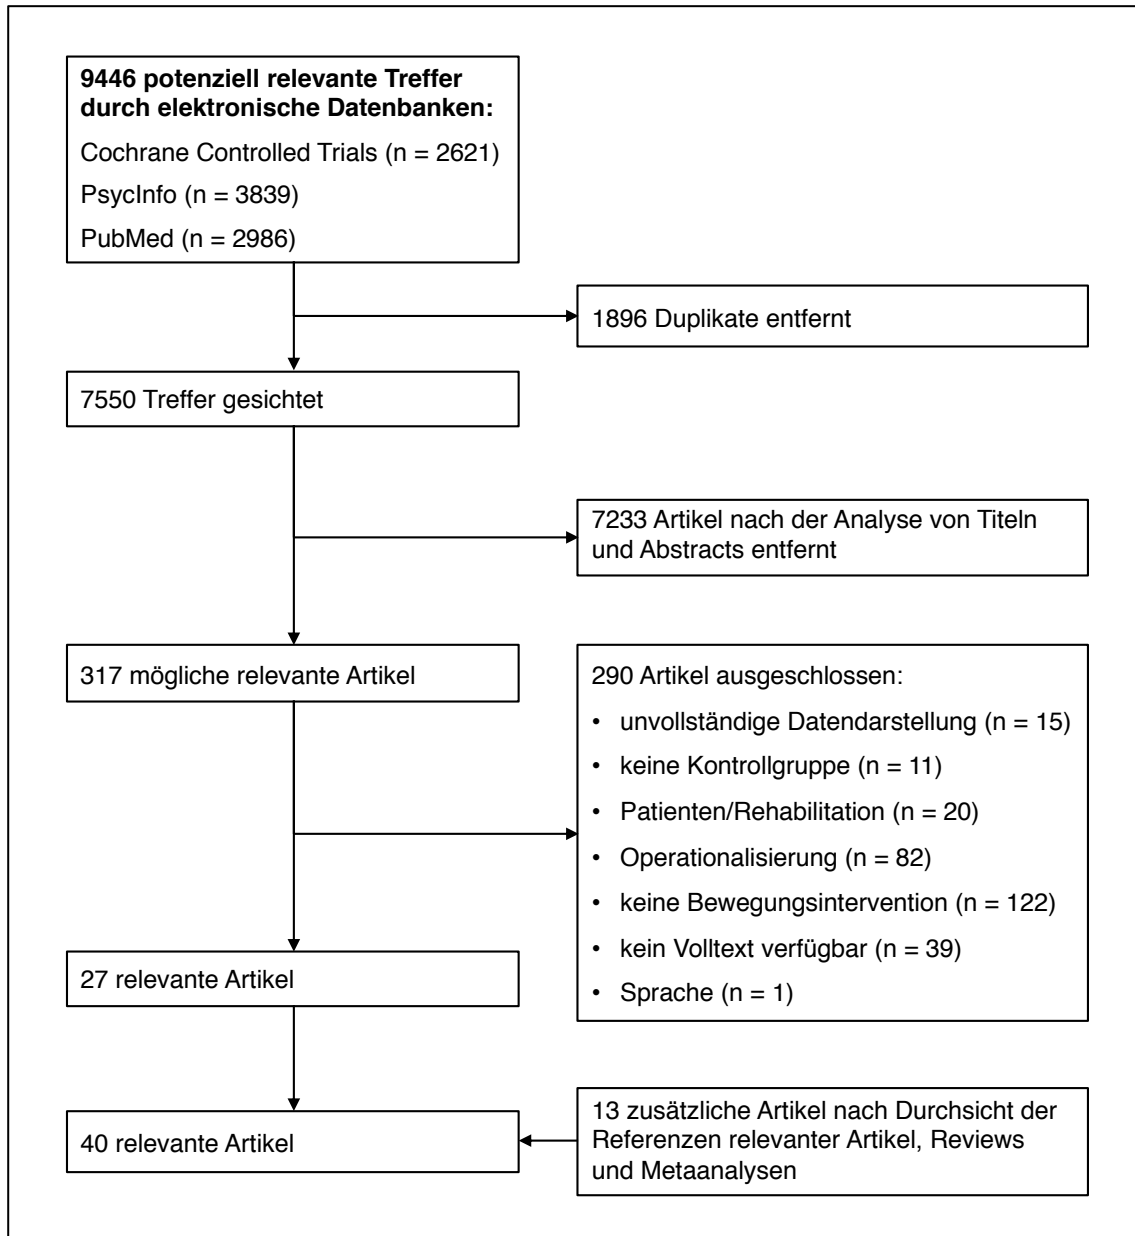 9446 potenziell relevante Treffer
durch elektronische Datenbanken:
Cochrane Controlled Trials (n = 2621)
PsycInfo (n = 3839)
PubMed (n = 2986)
1896 Duplikate entfernt
7550 Treffer gesichtet
7233 Artikel nach der Analyse von Titeln
und Abstracts entfernt
317 mögliche relevante Artikel
290 Artikel ausgeschlossen:
• unvollständige Datendarstellung (n = 15)
• keine Kontrollgruppe (n = 11)
• Patienten/Rehabilitation (n = 20)
• Operationalisierung (n = 82)
• keine Bewegungsintervention (n = 122)
• kein Volltext verfügbar (n = 39)
• Sprache (n = 1)
27 relevante Artikel
40 relevante Artikel
13 zusätzliche Artikel nach Durchsicht der
Referenzen relevanter Artikel, Reviews
und Metaanalysen